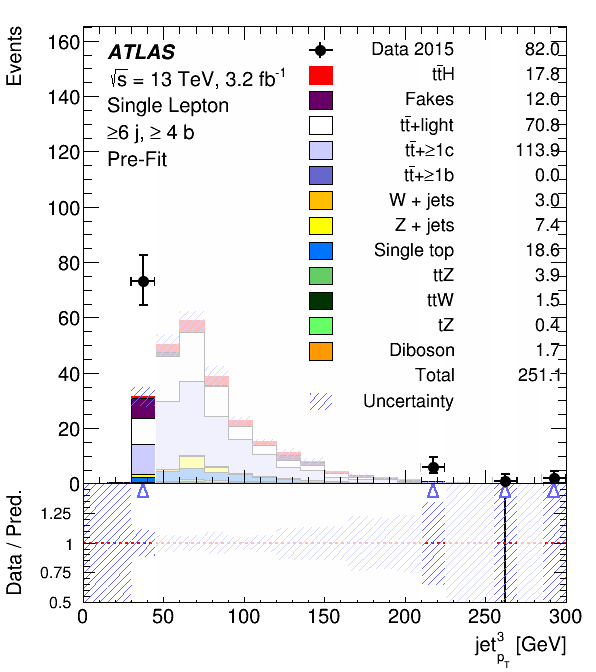 Events
160
140
120
100
80
60
40
20
0
ATLAS
√s = 13 TeV, 3.2 fb⁻¹
Single Lepton
≥6 j, ≥ 4 b
Pre-Fit
Data 2015 82.0
tt̄H 17.8
Fakes 12.0
tt̄+light 70.8
tt̄+≥1c 113.9
tt̄+≥1b 0.0
W + jets 3.0
Z + jets 7.4
Single top 18.6
ttZ 3.9
ttW 1.5
tZ 0.4
Diboson 1.7
Total 251.1
Uncertainty
Data / Pred.
1.25
1
0.75
0.5
0 50 100 150 200 250 300
jet³_pT [GeV]